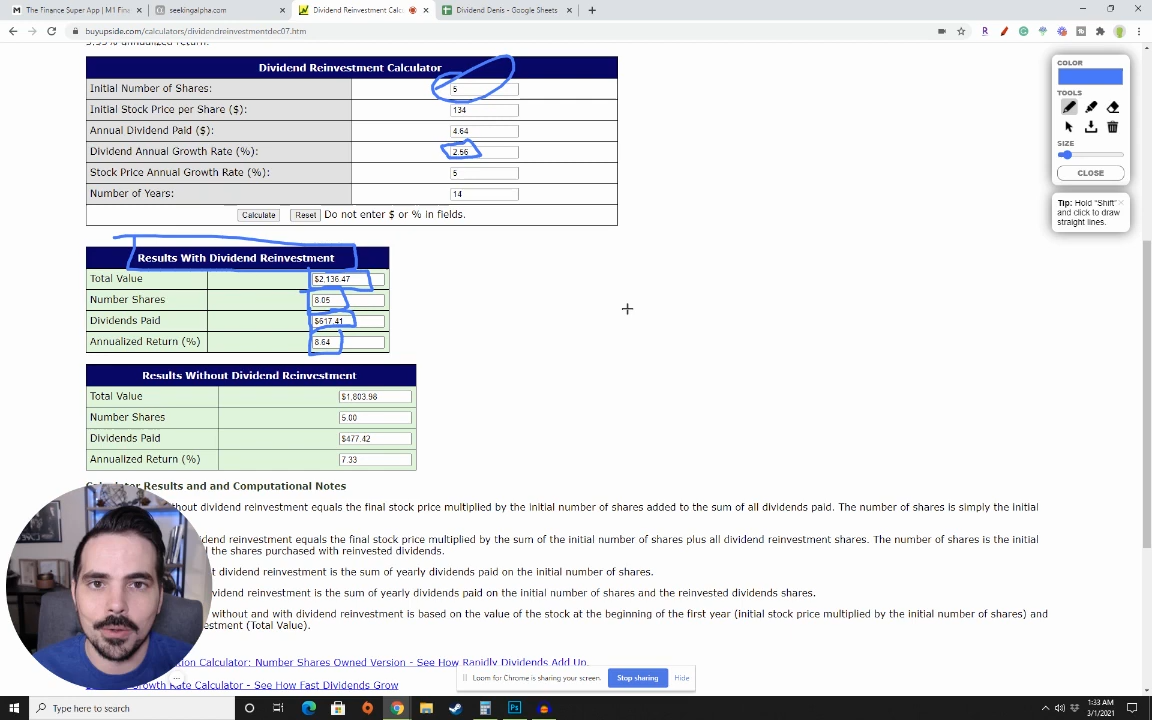 The Finance Super App | M1 Fina
seekingalpha.com
Dividend Reinvestment Calc
Dividend Denis - Google Sheets
buyupside.com/calculators/dividendreinvestmentdec07.htm
annualized return.
Dividend Reinvestment Calculator
Initial Number of Shares: 5
Initial Stock Price per Share ($): 134
Annual Dividend Paid ($): 4.64
Dividend Annual Growth Rate (%): 2.56
Stock Price Annual Growth Rate (%): 5
Number of Years: 14
Calculate Reset Do not enter $ or % in fields.
Results With Dividend Reinvestment
Total Value $2,136.47
Number Shares 8.05
Dividends Paid $617.41
Annualized Return (%) 8.64
Results Without Dividend Reinvestment
Total Value $1,803.98
Number Shares 5.00
Dividends Paid $477.42
Annualized Return (%) 7.33
Calculator Results and and Computational Notes
hout dividend reinvestment equals the final stock price multiplied by the initial number of shares added to the sum of all dividends paid. The number of shares is simply the initial
dend reinvestment equals the final stock price multiplied by the sum of the initial number of shares plus all dividend reinvestment shares. The number of shares is the initial
the shares purchased with reinvested dividends.
t dividend reinvestment is the sum of yearly dividends paid on the initial number of shares.
vidend reinvestment is the sum of yearly dividends paid on the initial number of shares and the reinvested dividends shares.
without and with dividend reinvestment is based on the value of the stock at the beginning of the first year (initial stock price multiplied by the initial number of shares) and
estment (Total Value).
tion Calculator: Number Shares Owned Version - See How Rapidly Dividends Add Up.
Growth Rate Calculator - See How Fast Dividends Grow
COLOR
TOOLS
SIZE
CLOSE
Tip: Hold "Shift"
and click to draw
straight lines.
Loom for Chrome is sharing your screen. Stop sharing Hide
Type here to search
1:33 AM
3/1/2021